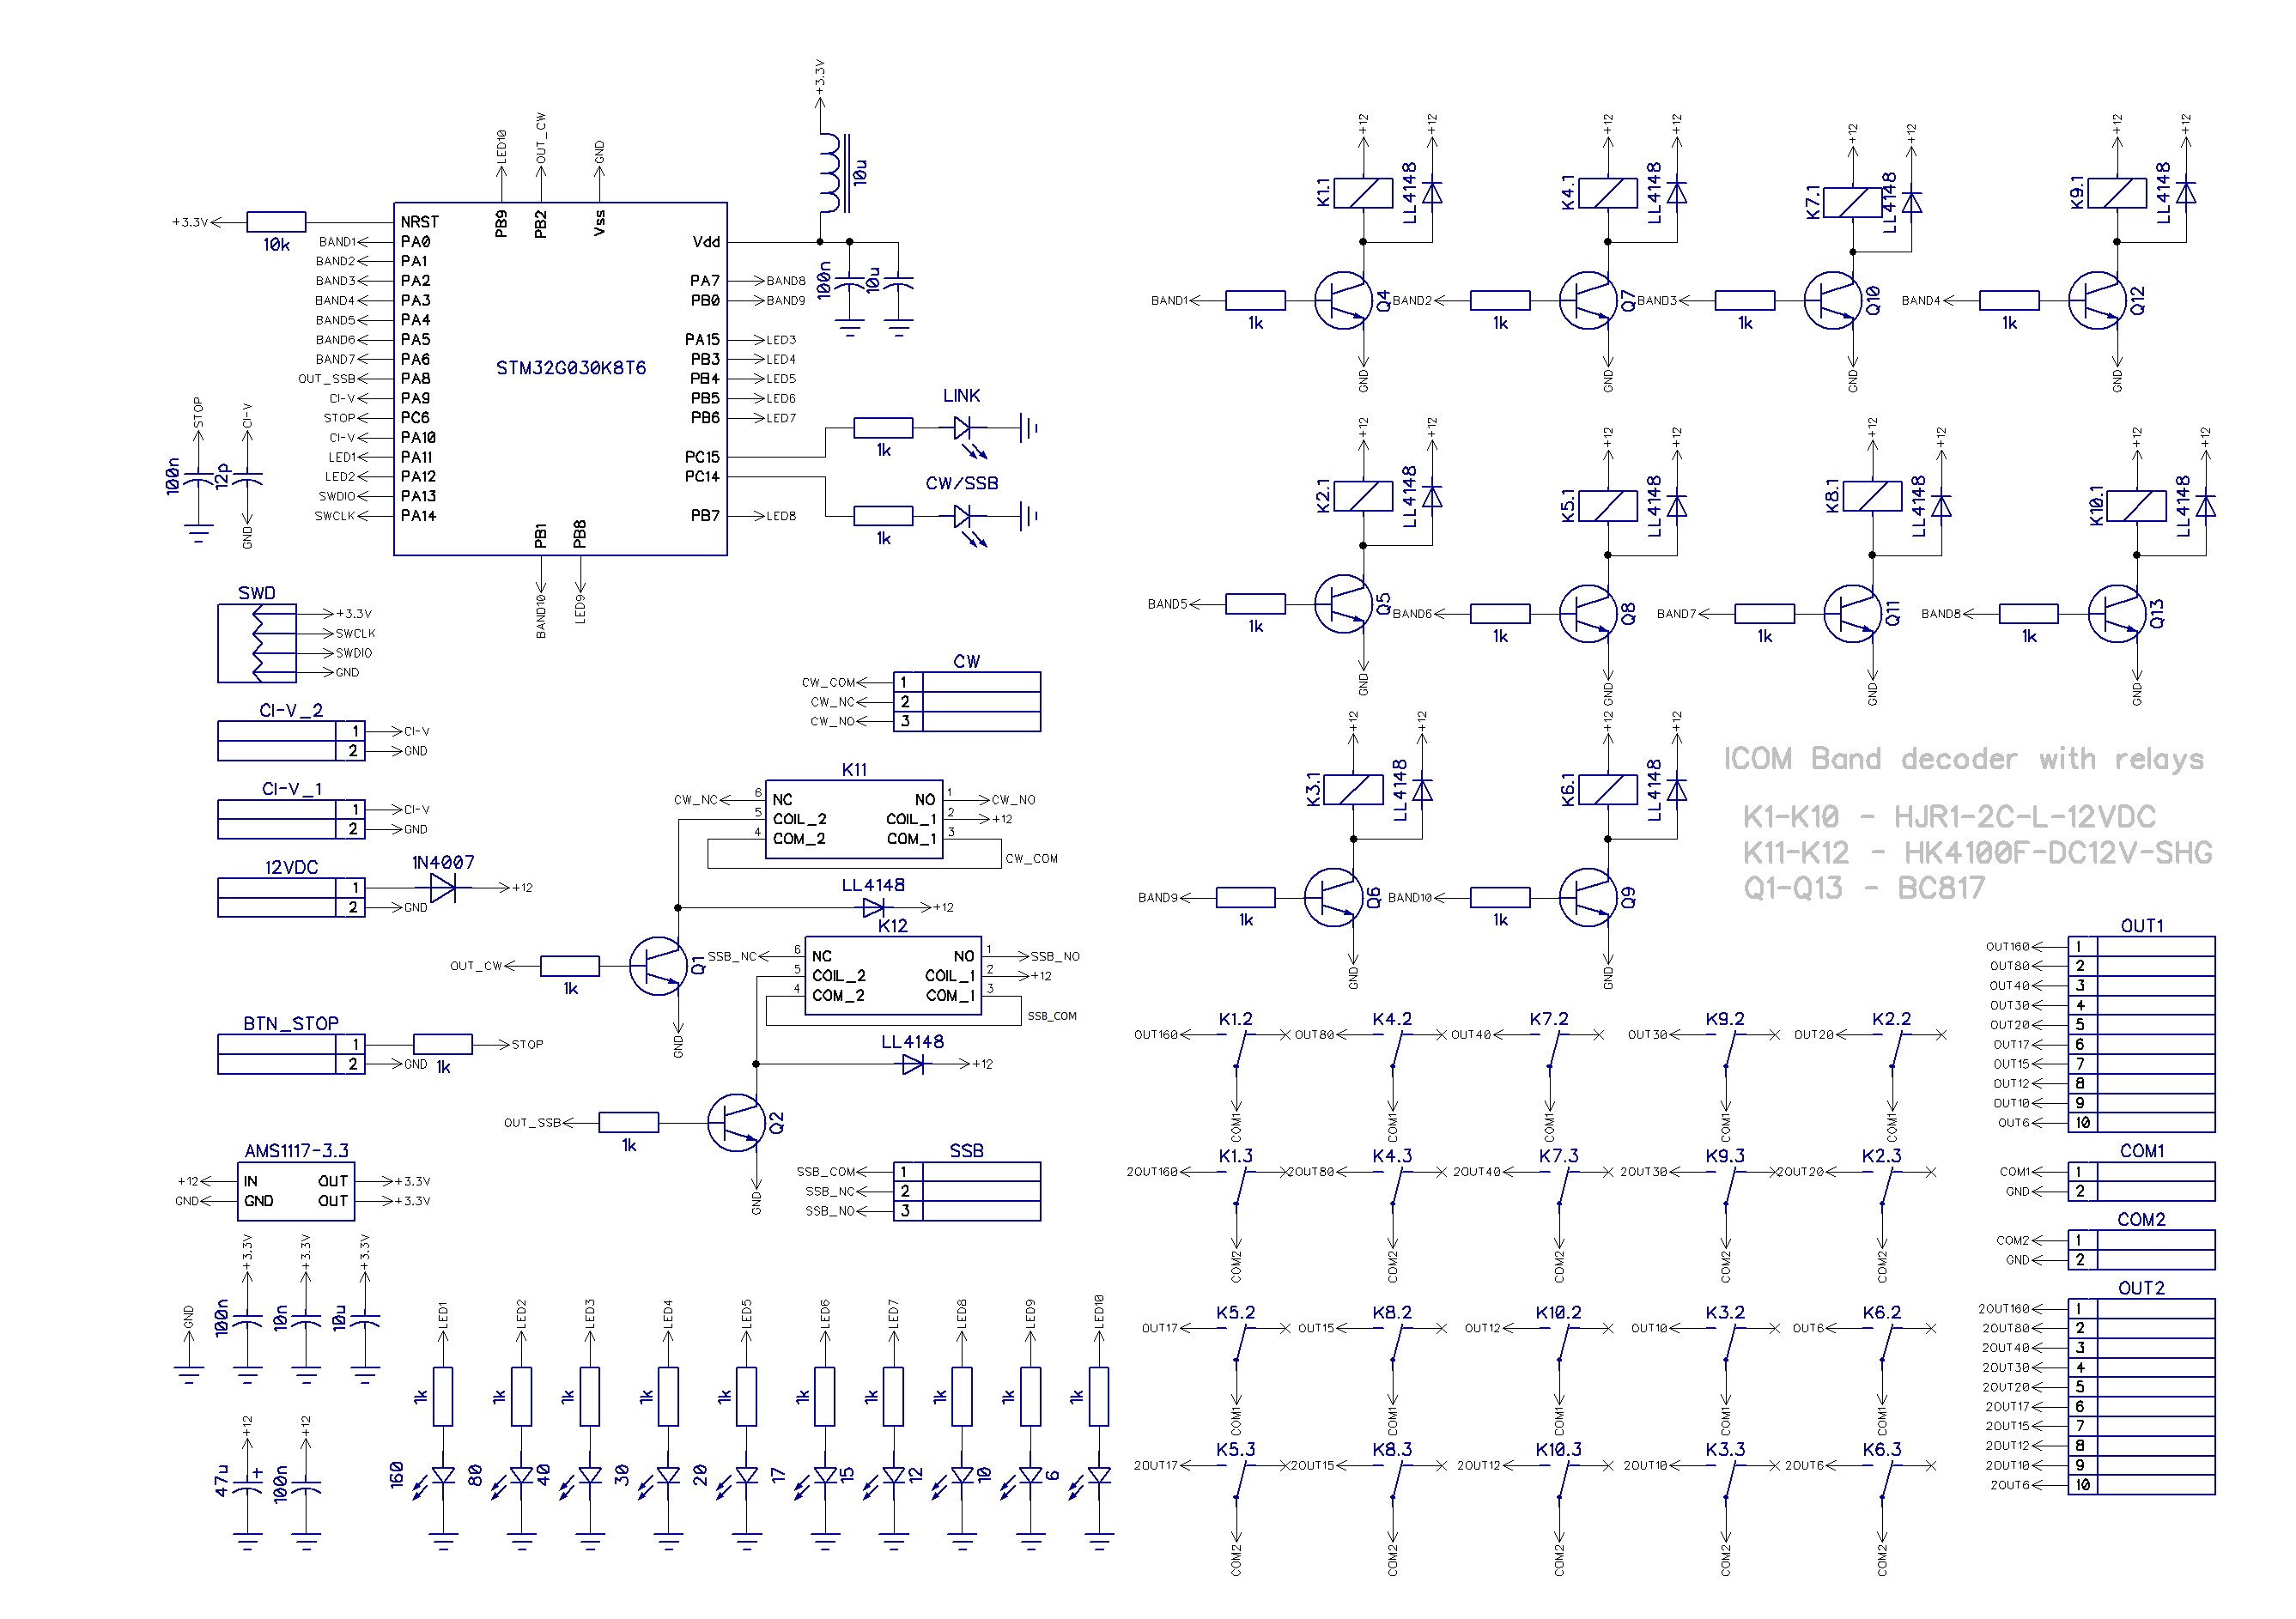 +3.3V
10u
LED10
OUT_CW
GND
PB9
PB2
Vss
+3.3V
10k
NRST
BAND1 PA0
BAND2 PA1
BAND3 PA2
BAND4 PA3
BAND5 PA4
BAND6 PA5
BAND7 PA6
OUT_SSB PA8
CI-V PA9
STOP PC6
CI-V PA10
LED1 PA11
LED2 PA12
SWDIO PA13
SWCLK PA14
STM32G030K8T6
Vdd
PA7 BAND8
PB0 BAND9
PA15 LED3
PB3 LED4
PB4 LED5
PB5 LED6
PB6 LED7
PC15
PC14
PB7 LED8
PB1
PB8
BAND10
LED9
100n
10u
LINK
1k
CW/SSB
1k
STOP
100n
CI-V
12p
GND
SWD
+3.3V
SWCLK
SWDIO
GND
CI-V_2
1 CI-V
2 GND
CI-V_1
1 CI-V
2 GND
12VDC
1N4007
1 +12
2 GND
BTN_STOP
1 STOP
2 GND 1k
CW
CW_COM 1
CW_NC 2
CW_NO 3
K11
CW_NC 6 NC NO 1 CW_NO
5 COIL_2 COIL_1 2 +12
4 COM_2 COM_1 3
CW_COM
LL4148
+12
OUT_CW
1k
Q1
GND
K12
SSB_NC 6 NC NO 1 SSB_NO
5 COIL_2 COIL_1 2 +12
4 COM_2 COM_1 3
SSB_COM
LL4148
+12
OUT_SSB
1k
Q2
GND
SSB
SSB_COM 1
SSB_NC 2
SSB_NO 3
AMS1117-3.3
+12 IN OUT +3.3V
GND GND OUT +3.3V
GND
+3.3V
100n
+3.3V
10n
+3.3V
10u
+12
47u
+
+12
100n
LED1
1k
160
LED2
1k
80
LED3
1k
40
LED4
1k
30
LED5
1k
20
LED6
1k
17
LED7
1k
15
LED8
1k
12
LED9
1k
10
LED10
1k
6
+12
+12
K1.1
LL4148
BAND1
1k
Q4
GND
+12
+12
K4.1
LL4148
BAND2
1k
Q7
GND
+12
+12
K7.1
LL4148
BAND3
1k
Q10
GND
+12
+12
K9.1
LL4148
BAND4
1k
Q12
GND
+12
+12
K2.1
LL4148
BAND5
1k
Q5
GND
+12
+12
K5.1
LL4148
BAND6
1k
Q8
GND
+12
+12
K8.1
LL4148
BAND7
1k
Q11
GND
+12
+12
K10.1
LL4148
BAND8
1k
Q13
GND
+12
+12
K3.1
LL4148
BAND9
1k
Q6
GND
+12
+12
K6.1
LL4148
BAND10
1k
Q9
GND
ICOM Band decoder with relays
K1-K10 - HJR1-2C-L-12VDC
K11-K12 - HK4100F-DC12V-SHG
Q1-Q13 - BC817
K1.2 K4.2 K7.2 K9.2 K2.2
OUT160 OUT80 OUT40 OUT30 OUT20
COM1 COM1 COM1 COM1 COM1
K1.3 K4.3 K7.3 K9.3 K2.3
2OUT160 2OUT80 2OUT40 2OUT30 2OUT20
COM2 COM2 COM2 COM2 COM2
K5.2 K8.2 K10.2 K3.2 K6.2
OUT17 OUT15 OUT12 OUT10 OUT6
COM1 COM1 COM1 COM1 COM1
K5.3 K8.3 K10.3 K3.3 K6.3
2OUT17 2OUT15 2OUT12 2OUT10 2OUT6
COM2 COM2 COM2 COM2 COM2
OUT1
OUT160 1
OUT80 2
OUT40 3
OUT30 4
OUT20 5
OUT17 6
OUT15 7
OUT12 8
OUT10 9
OUT6 10
COM1
COM1 1
GND 2
COM2
COM2 1
GND 2
OUT2
2OUT160 1
2OUT80 2
2OUT40 3
2OUT30 4
2OUT20 5
2OUT17 6
2OUT15 7
2OUT12 8
2OUT10 9
2OUT6 10